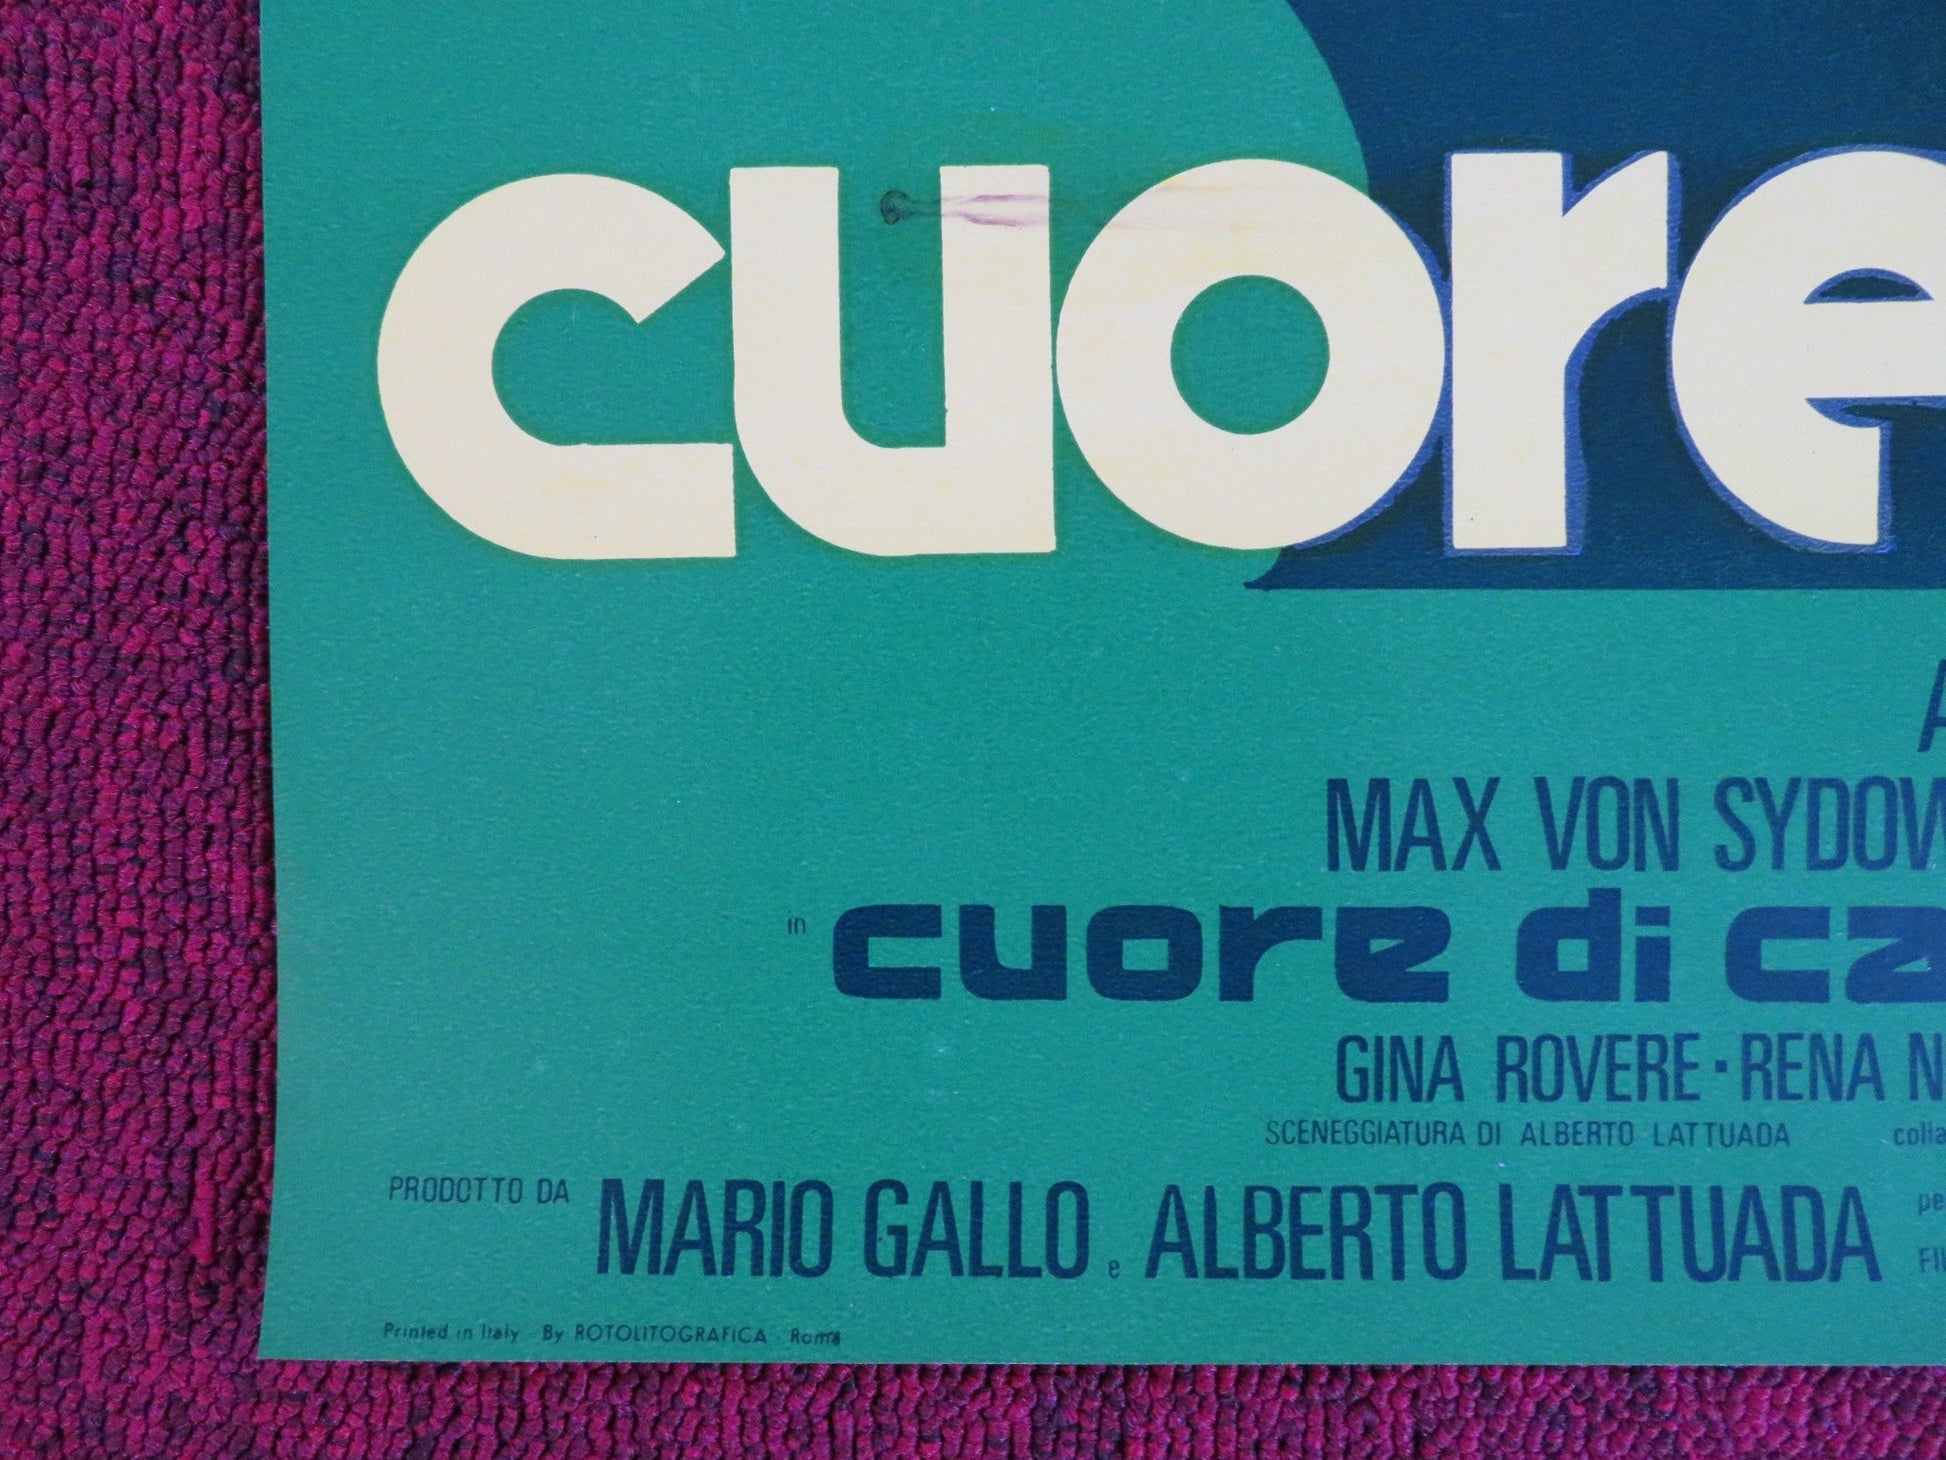 cuore
MAX VON SYDOW
in cuore di ca
GINA ROVERE · RENA N
SCENEGGIATURA DI ALBERTO LATTUADA colla
PRODOTTO DA MARIO GALLO e ALBERTO LATTUADA
Printed in Italy - By ROTOLITOGRAFICA - Roma